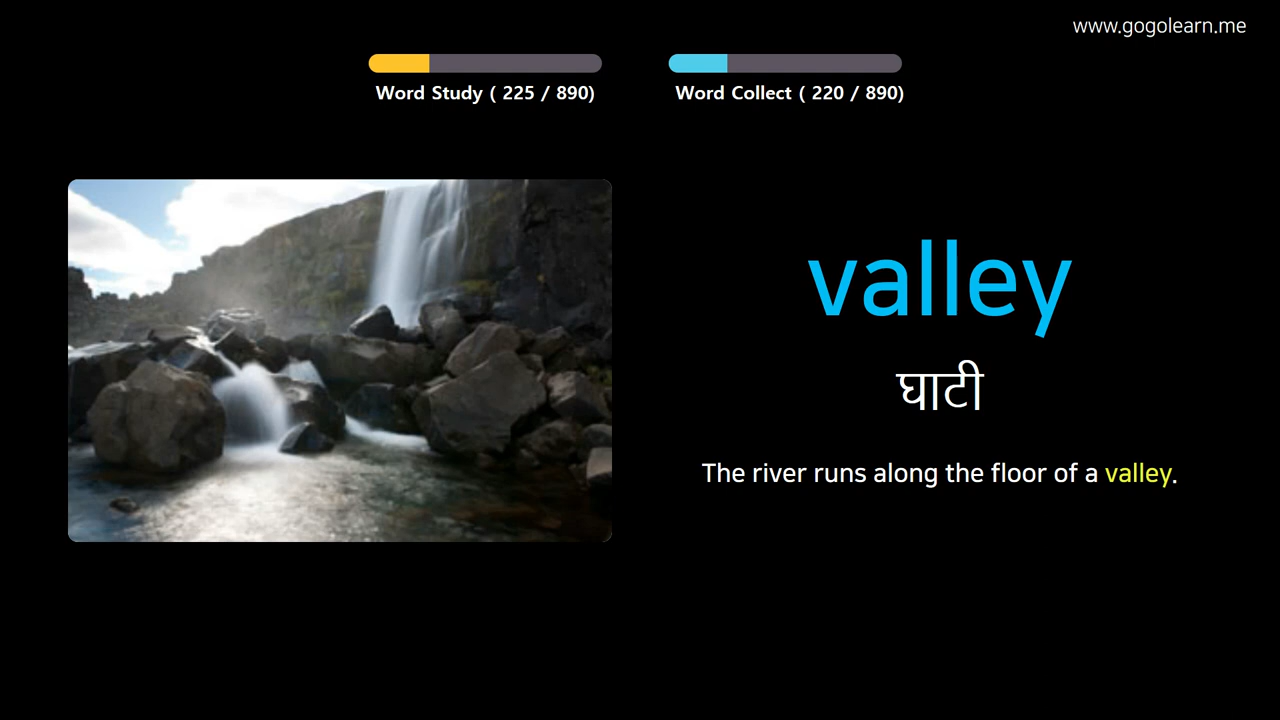 www.gogolearn.me
Word Study ( 225 / 890)
Word Collect ( 220 / 890)
valley
घाटी
The river runs along the floor of a valley.